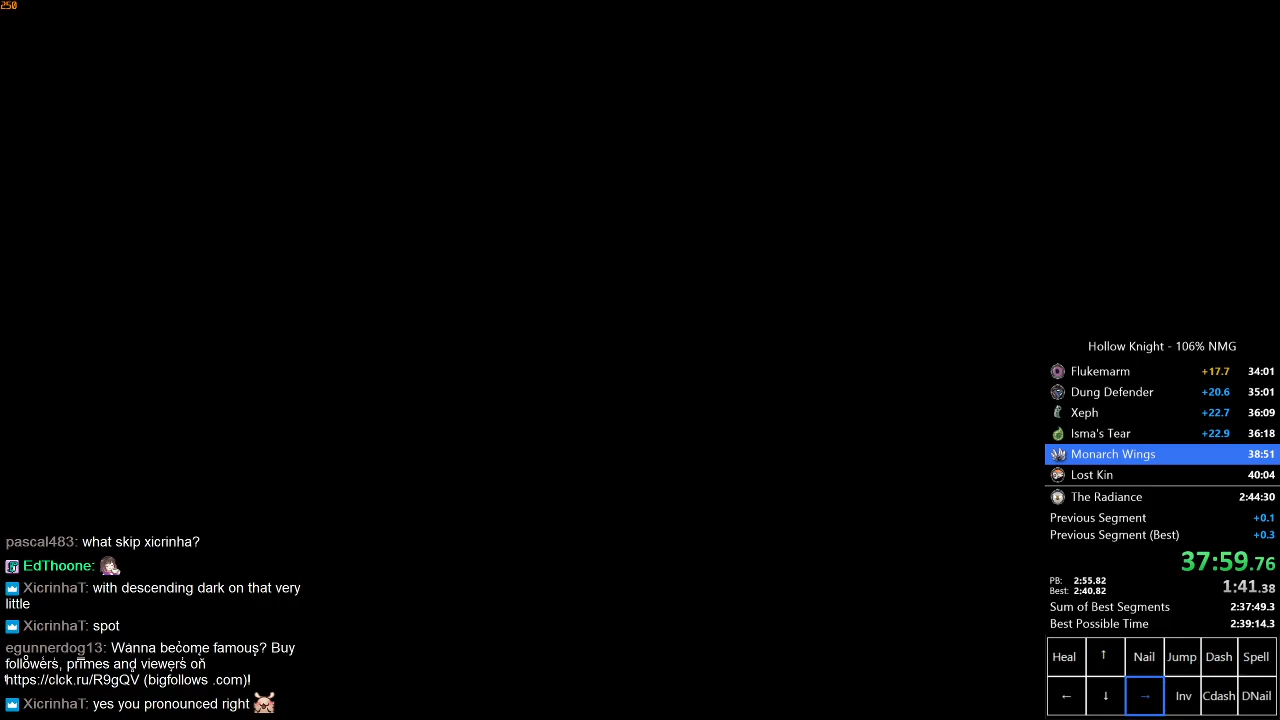 250
Hollow Knight - 106% NMG
Flukemarm +17.7 34:01
Dung Defender +20.6 35:01
Xeph +22.7 36:09
Isma's Tear +22.9 36:18
Monarch Wings 38:51
Lost Kin 40:04
The Radiance 2:44:30
Previous Segment +0.1
Previous Segment (Best) +0.3
37:59.76
PB: 2:55.82
Best: 2:40.82
1:41.38
Sum of Best Segments 2:37:49.3
Best Possible Time 2:39:14.3
Heal ↑ Nail Jump Dash Spell
← ↓ → Inv Cdash DNail
pascal483: what skip xicrinha?
EdThoone:
XicrinhaT: with descending dark on that very
little
XicrinhaT: spot
egunnerdog13: Wanna become famous? Buy
followers, primes and viewers on
https://clck.ru/R9gQV (bigfollows .com)!
XicrinhaT: yes you pronounced right